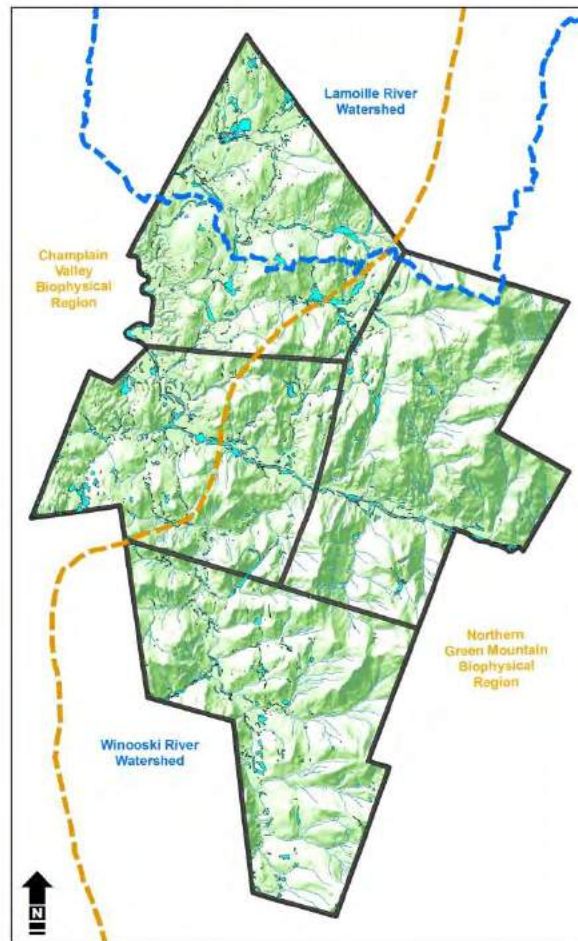 Lamoille River
Watershed
Champlain
Valley
Biophysical
Region
Northern
Green Mountain
Biophysical
Region
Winooski River
Watershed
N